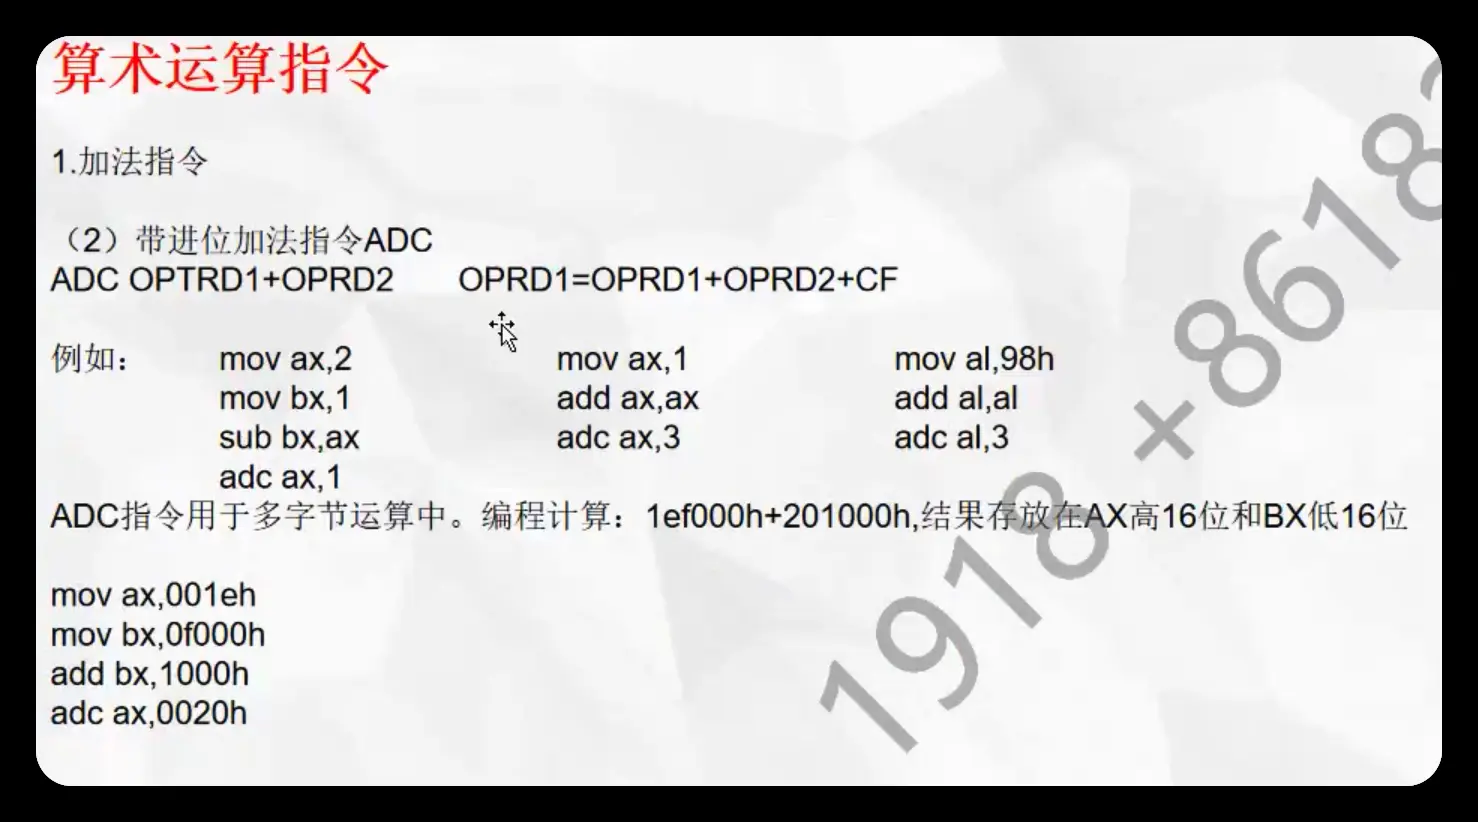 算术运算指令
1.加法指令
（2）带进位加法指令ADC
ADC OPTRD1+OPRD2 OPRD1=OPRD1+OPRD2+CF
例如： mov ax,2 mov ax,1 mov al,98h
mov bx,1 add ax,ax add al,al
sub bx,ax adc ax,3 adc al,3
adc ax,1
ADC指令用于多字节运算中。编程计算：1ef000h+201000h,结果存放在AX高16位和BX低16位
mov ax,001eh
mov bx,0f000h
add bx,1000h
adc ax,0020h
1918 +8618